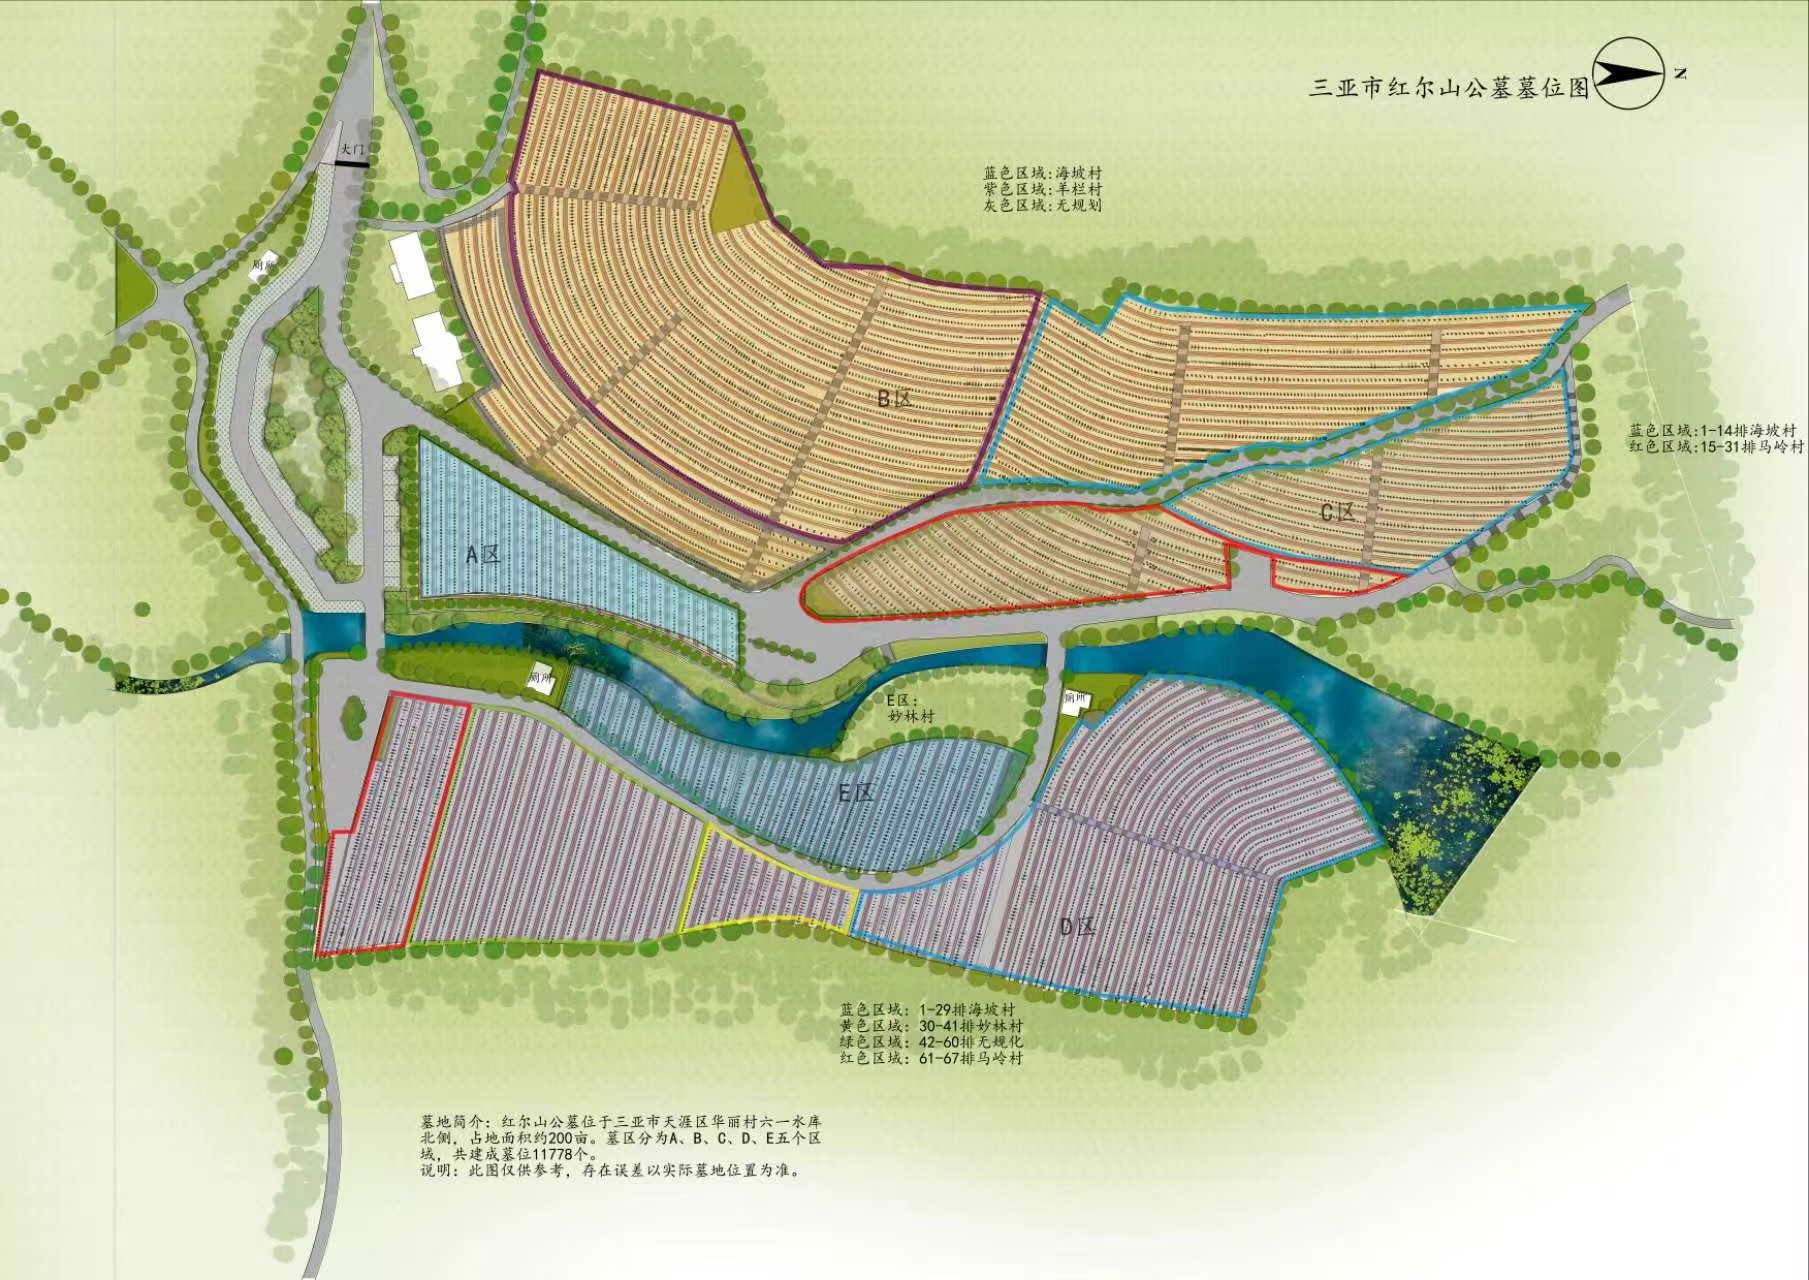 三亚市红尔山公墓墓位图
N
大门
蓝色区域:海坡村
紫色区域:羊栏村
灰色区域:无规划
厕所
B区
蓝色区域:1-14排海坡村
红色区域:15-31排马岭村
C区
A区
厕所
E区:
妙林村
厕所
E区
D区
蓝色区域: 1-29排海坡村
黄色区域: 30-41排妙林村
绿色区域: 42-60排无规化
红色区域: 61-67排马岭村
墓地简介: 红尔山公墓位于三亚市天涯区华丽村六一水库
北侧, 占地面积约200亩。墓区分为A、B、C、D、E五个区
域, 共建成墓位11778个。
说明: 此图仅供参考, 存在误差以实际墓地位置为准。